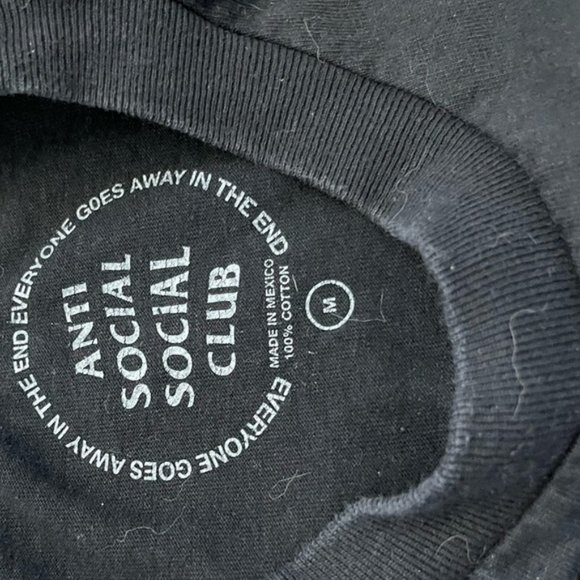 EVERYONE GOES AWAY IN THE END EVERYONE GOES AWAY IN THE END
ANTI
SOCIAL
SOCIAL
CLUB
MADE IN MEXICO
100% COTTON
M